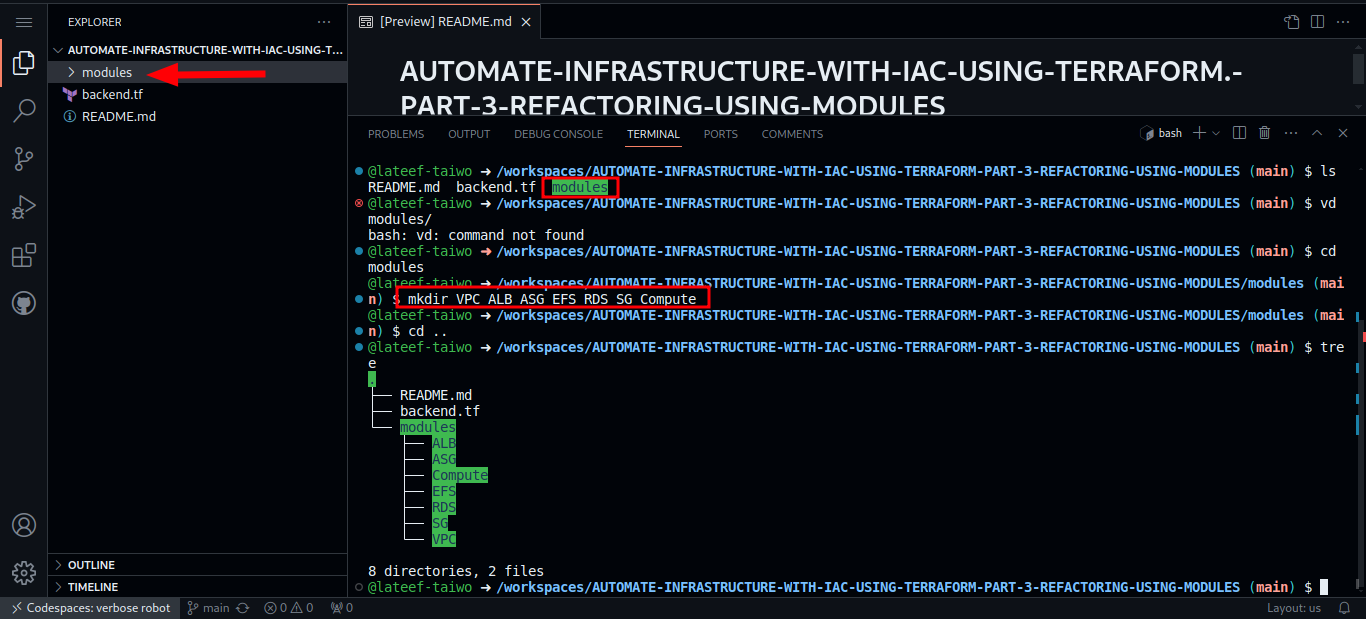 EXPLORER
AUTOMATE-INFRASTRUCTURE-WITH-IAC-USING-T...
modules
backend.tf
README.md
OUTLINE
TIMELINE
[Preview] README.md
AUTOMATE-INFRASTRUCTURE-WITH-IAC-USING-TERRAFORM.-
PART-3-REFACTORING-USING-MODULES
PROBLEMS OUTPUT DEBUG CONSOLE TERMINAL PORTS COMMENTS
bash
@lateef-taiwo ➜ /workspaces/AUTOMATE-INFRASTRUCTURE-WITH-IAC-USING-TERRAFORM-PART-3-REFACTORING-USING-MODULES (main) $ ls
README.md backend.tf modules
@lateef-taiwo ➜ /workspaces/AUTOMATE-INFRASTRUCTURE-WITH-IAC-USING-TERRAFORM-PART-3-REFACTORING-USING-MODULES (main) $ vd
modules/
bash: vd: command not found
@lateef-taiwo ➜ /workspaces/AUTOMATE-INFRASTRUCTURE-WITH-IAC-USING-TERRAFORM-PART-3-REFACTORING-USING-MODULES (main) $ cd
modules
@lateef-taiwo ➜ /workspaces/AUTOMATE-INFRASTRUCTURE-WITH-IAC-USING-TERRAFORM-PART-3-REFACTORING-USING-MODULES/modules (mai
n) $ mkdir VPC ALB ASG EFS RDS SG Compute
@lateef-taiwo ➜ /workspaces/AUTOMATE-INFRASTRUCTURE-WITH-IAC-USING-TERRAFORM-PART-3-REFACTORING-USING-MODULES/modules (mai
n) $ cd ..
@lateef-taiwo ➜ /workspaces/AUTOMATE-INFRASTRUCTURE-WITH-IAC-USING-TERRAFORM-PART-3-REFACTORING-USING-MODULES (main) $ tre
e
.
├── README.md
├── backend.tf
└── modules
├── ALB
├── ASG
├── Compute
├── EFS
├── RDS
├── SG
└── VPC
8 directories, 2 files
@lateef-taiwo ➜ /workspaces/AUTOMATE-INFRASTRUCTURE-WITH-IAC-USING-TERRAFORM-PART-3-REFACTORING-USING-MODULES (main) $
Codespaces: verbose robot main 0 0 0 Layout: us